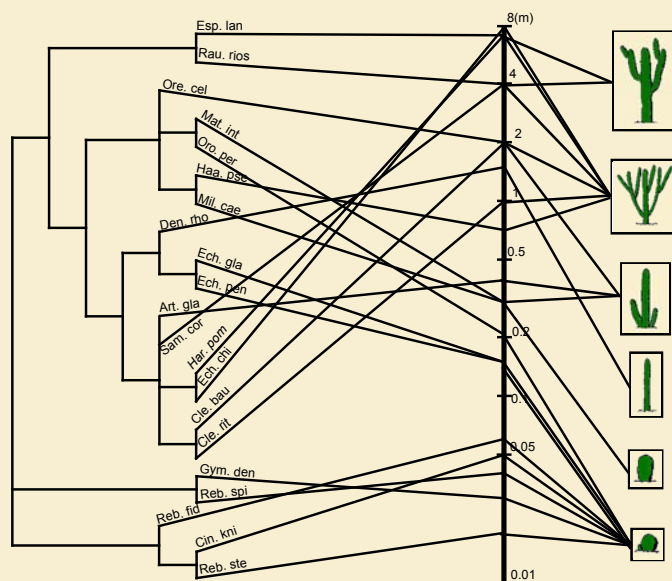 Esp. lan
Rau. rios
Ore. cel
Mat. int
Oro. per
Haa. pse
Mil. cae
Den. rho
Ech. gla
Ech. pen
Art. gla
Sam. cor
Har. pom
Ech. chi
Cle. bau
Cle. rit
Gym. den
Reb. spi
Reb. fid
Cin. kni
Reb. ste
8(m)
4
2
1
0.5
0.2
0.1
0.05
0.01